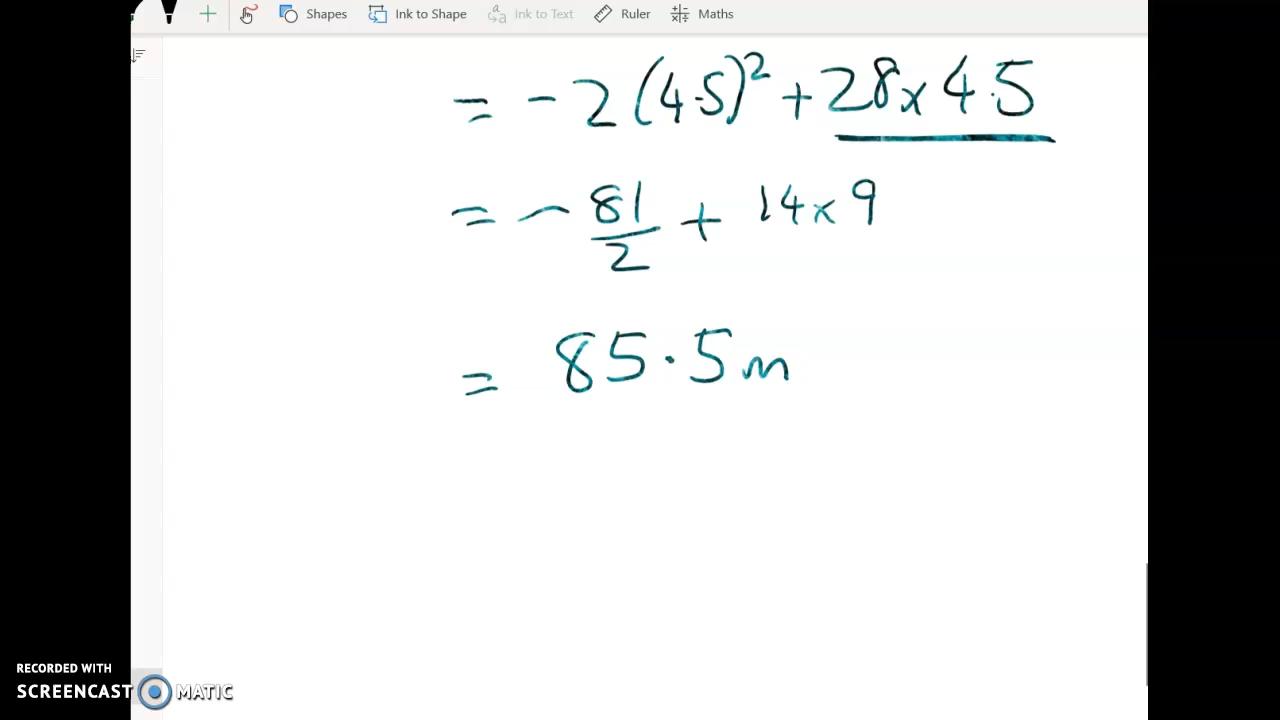 Shapes Ink to Shape Ink to Text Ruler Maths
= - 2 (4.5)² + 28 x 4.5
= - 81/2 + 14 x 9
= 85.5 m
RECORDED WITH
SCREENCAST MATIC